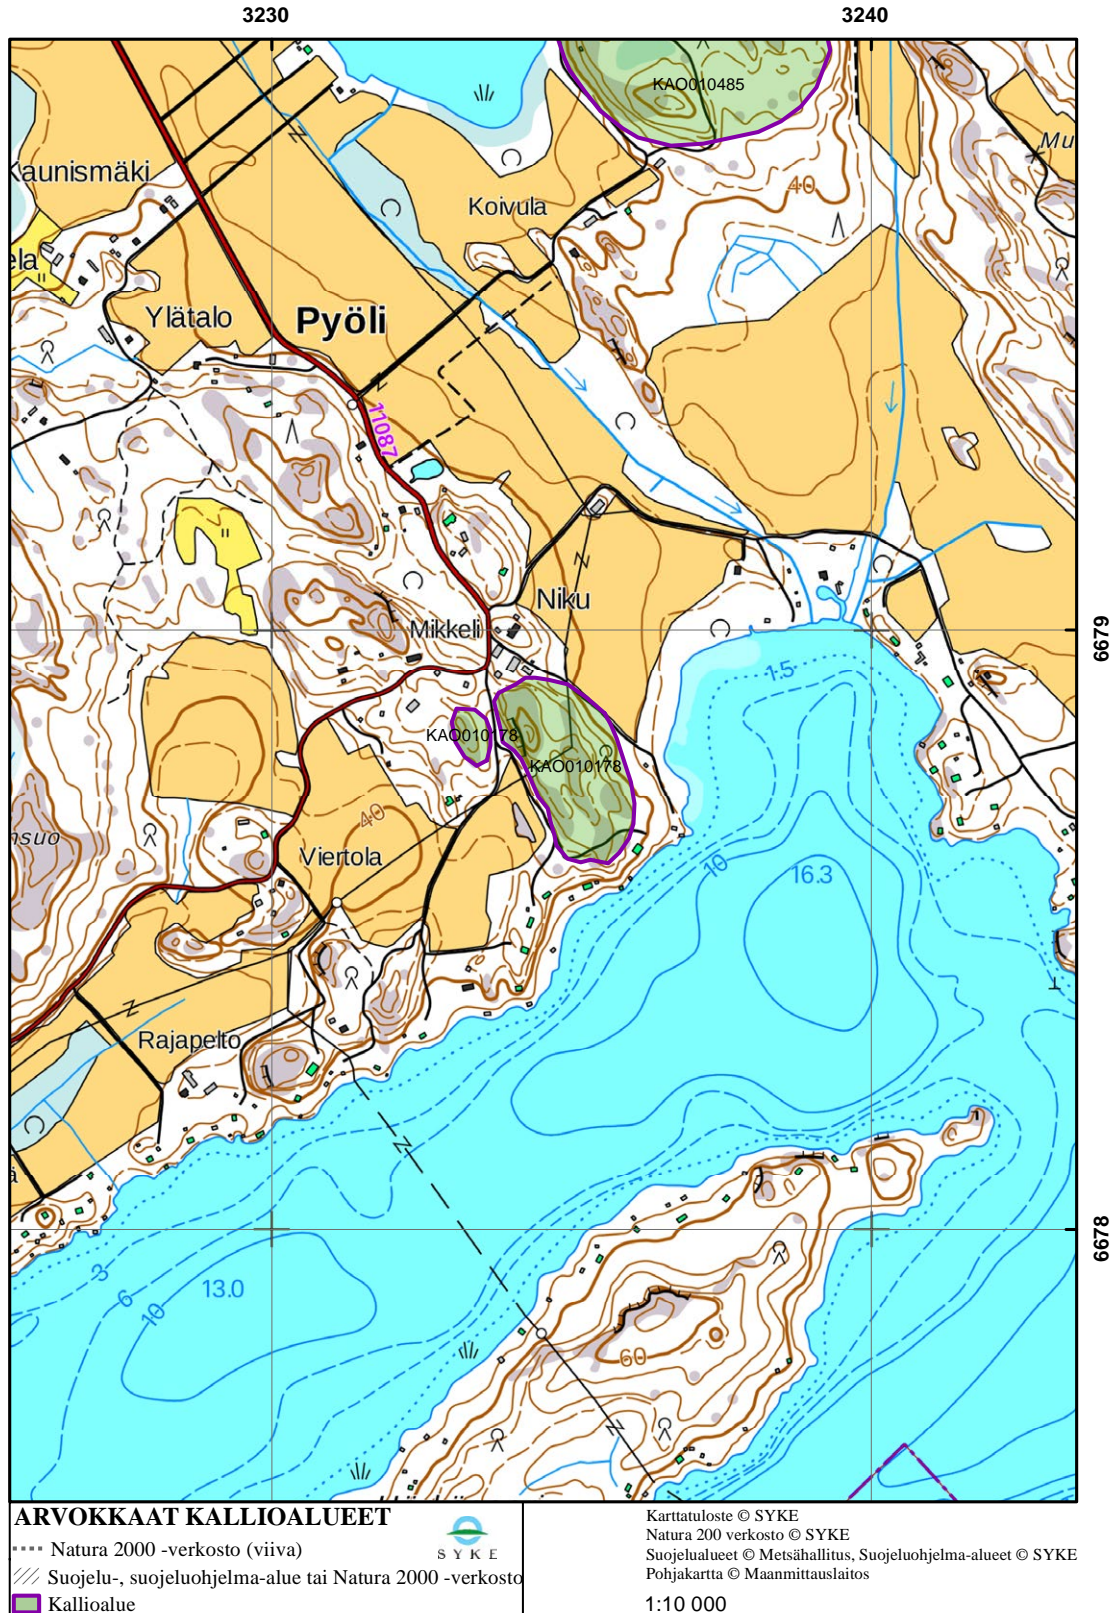 3230
3240
KAO010485
Mu
Kaunismäki
40
Koivula
ela
Ylätalo
Pyöli
11087
Niku
Mikkeli
6679
1.5
KAO010178
KAO010178
40
nsuo
Viertola
10
16.3
Rajapelto
ä
6678
3
6
10
13.0
60
ARVOKKAAT KALLIOALUEET
SYKE
Natura 2000 -verkosto (viiva)
Suojelu-, suojeluohjelma-alue tai Natura 2000 -verkosto
Kallioalue
Karttatuloste © SYKE
Natura 200 verkosto © SYKE
Suojelualueet © Metsähallitus, Suojeluohjelma-alueet © SYKE
Pohjakartta © Maanmittauslaitos
1:10 000